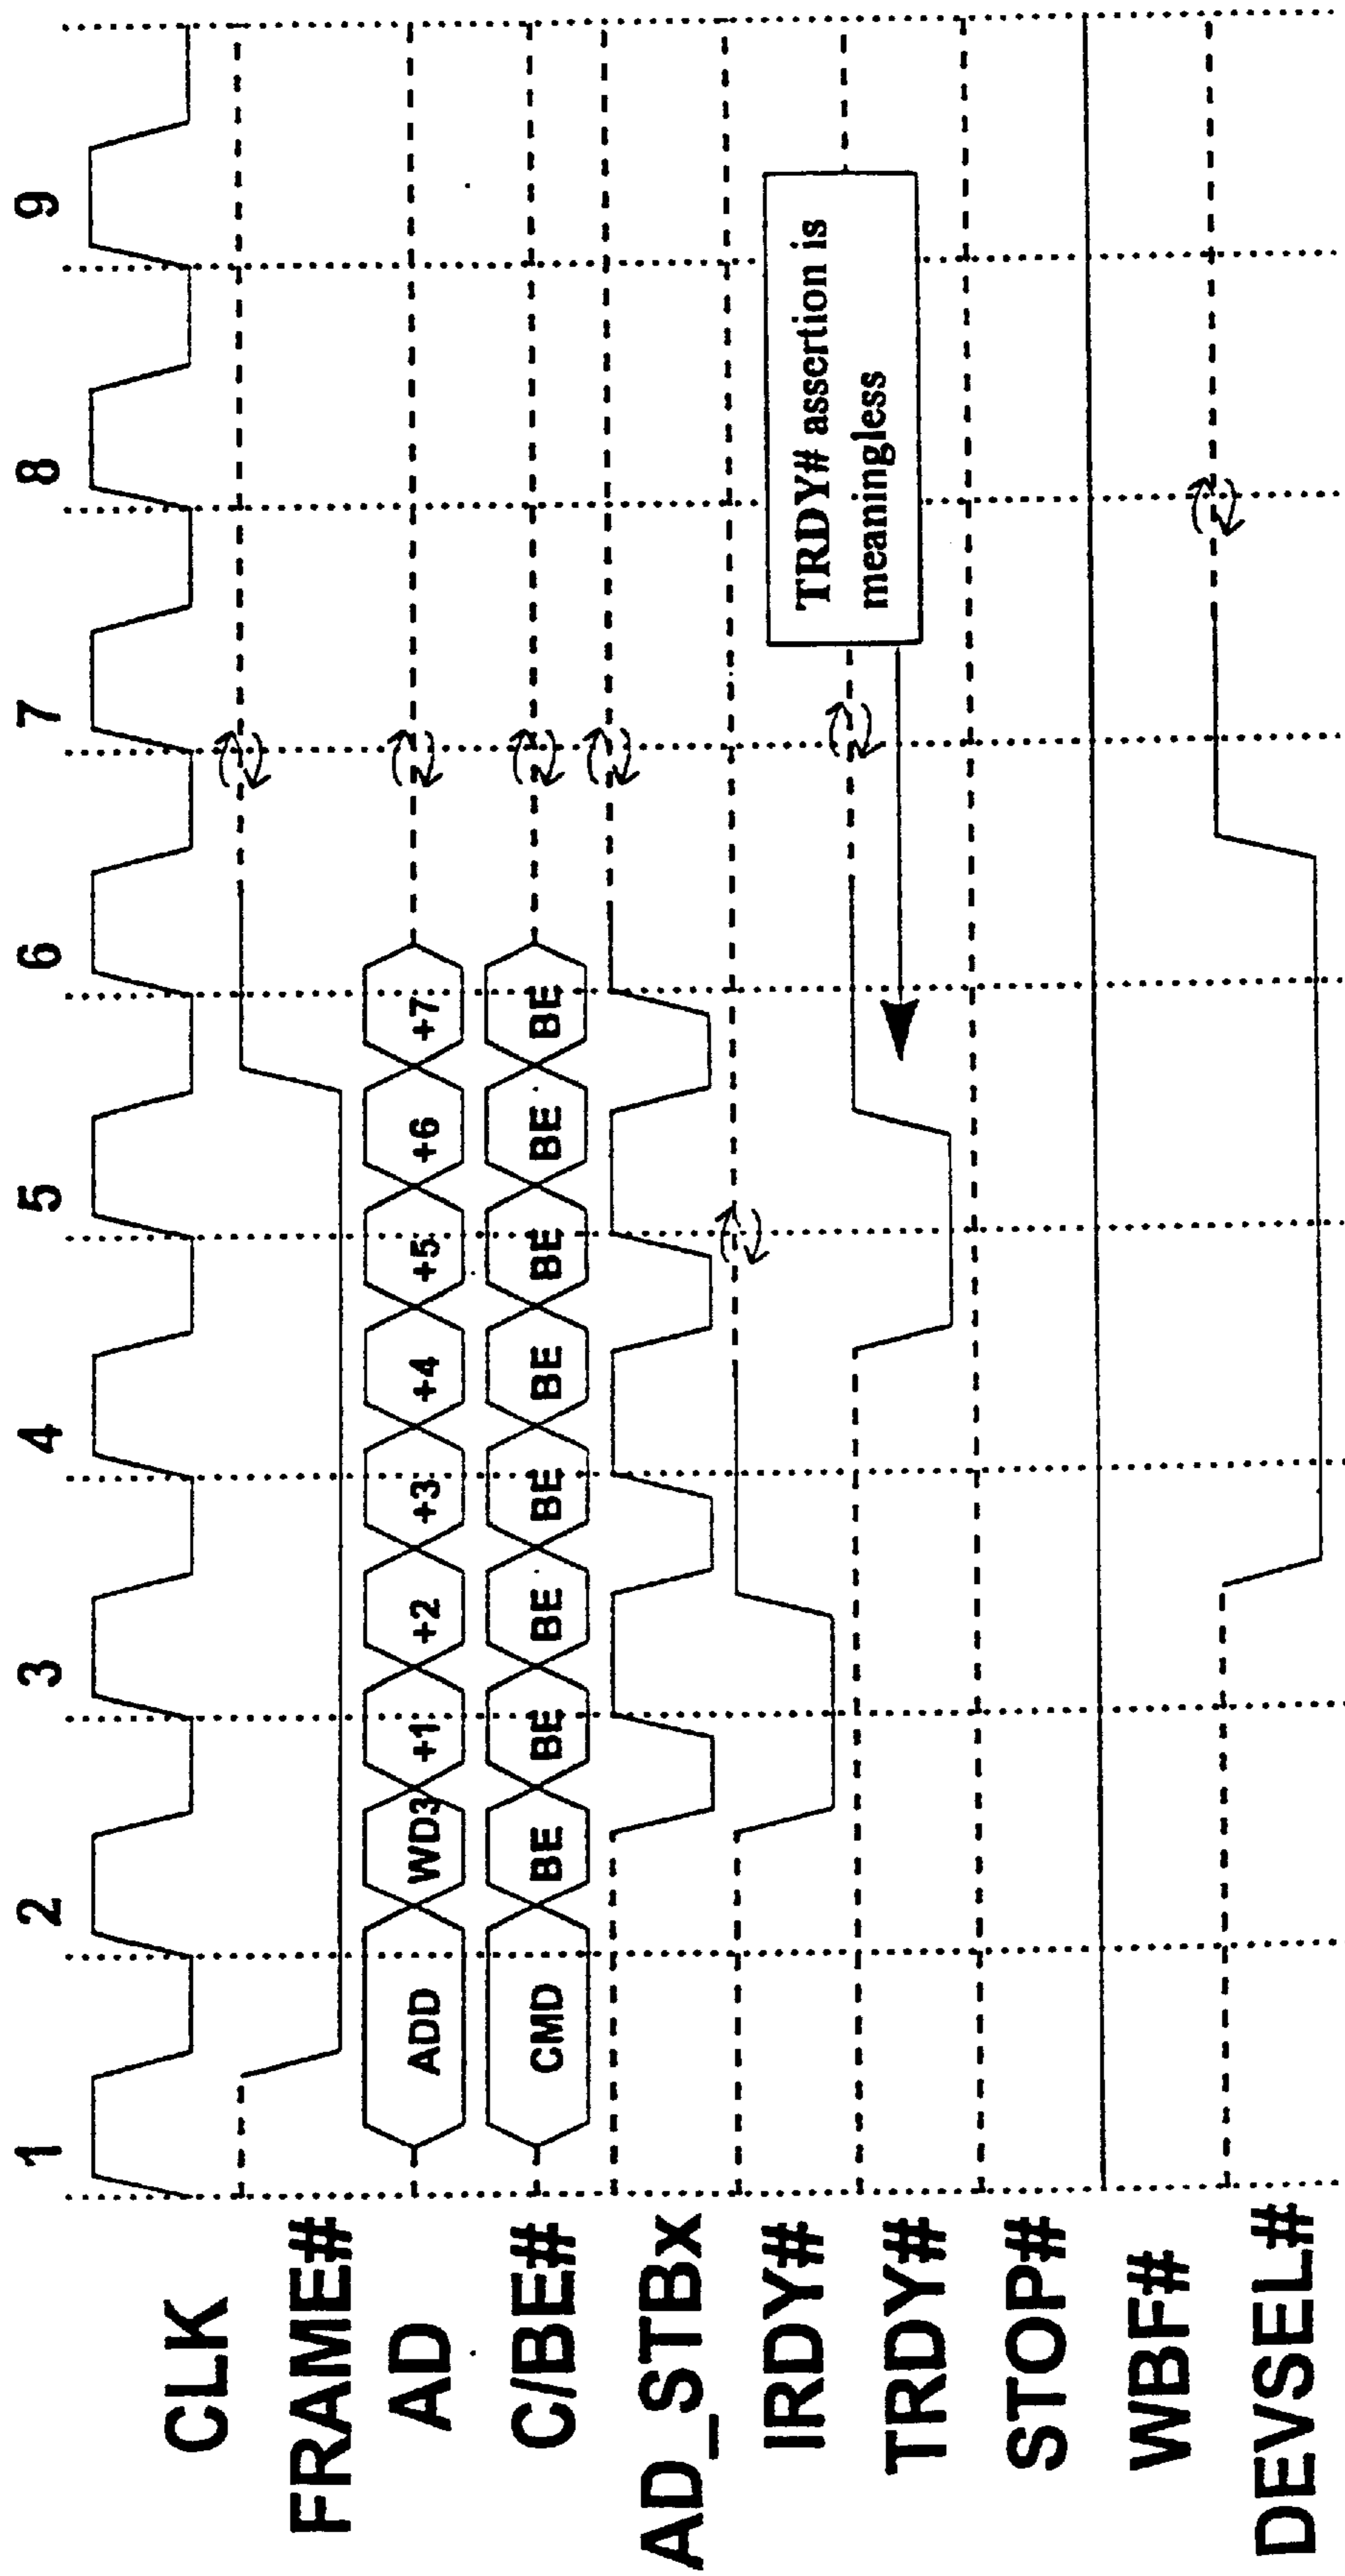 1 2 3 4 5 6 7 8 9
CLK
FRAME#
AD ADD WD3 +1 +2 +3 +4 +5 +6 +7
C/BE# CMD BE BE BE BE BE BE BE BE
AD_STBx
IRDY#
TRDY#
TRDY# assertion is
meaningless
STOP#
WBF#
DEVSEL#